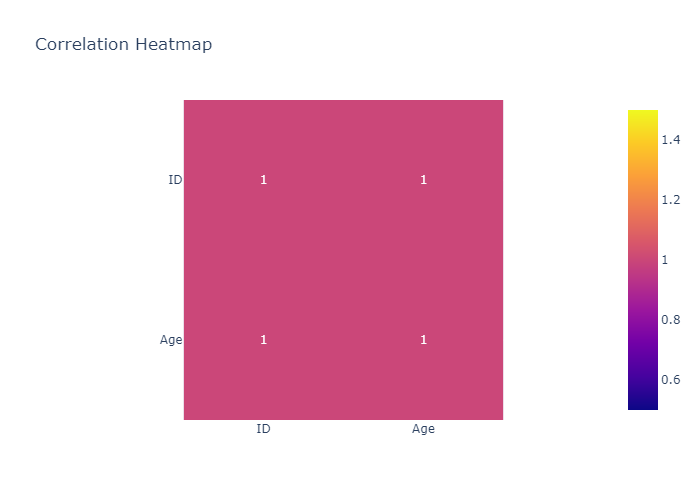 Correlation Heatmap
ID
1 1
Age
1 1
ID Age
1.4
1.2
1
0.8
0.6